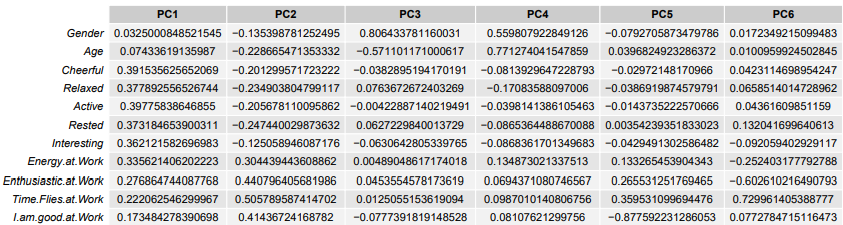 PC1 PC2 PC3 PC4 PC5 PC6
Gender 0.0325000848521545 −0.135398781252495 0.806433781160031 0.559807922849126 −0.0792705873479786 0.0172349215099483
Age 0.07433619135987 −0.228665471353332 −0.571101171000617 0.771274041547859 0.0396824923286372 0.0100959924502845
Cheerful 0.391535625652069 −0.201299571723222 −0.0382895194170191 −0.0813929647228793 −0.02972148170966 0.0423114698954247
Relaxed 0.377892556526744 −0.234903804799117 0.0763672672403269 −0.17083588097006 −0.0386919874579791 0.0658514014728962
Active 0.39775838646855 −0.205678110095862 −0.00422887140219491 −0.0398141386105463 −0.0143735222570666 0.04361609851159
Rested 0.373184653900311 −0.247440029873632 0.0627229840013729 −0.0865364488670088 0.00354239351833023 0.132041699640613
Interesting 0.362121582696983 −0.125058946087176 −0.0630642805339765 −0.0868361701349683 −0.0429491302586482 −0.092059402929117
Energy.at.Work 0.335621406202223 0.304439443608862 0.00489048617174018 0.134873021337513 0.133265453904343 −0.252403177792788
Enthusiastic.at.Work 0.276864744087768 0.440796405681986 0.0453554578173619 0.0694371080746567 0.265531251769465 −0.602610216490793
Time.Flies.at.Work 0.222062546299967 0.505789587414702 0.0125055153619094 0.0987010140806756 0.359531099694476 0.729961405388777
I.am.good.at.Work 0.173484278390698 0.41436724168782 −0.0777391819148528 0.08107621299756 −0.877592231286053 0.0772784715116473